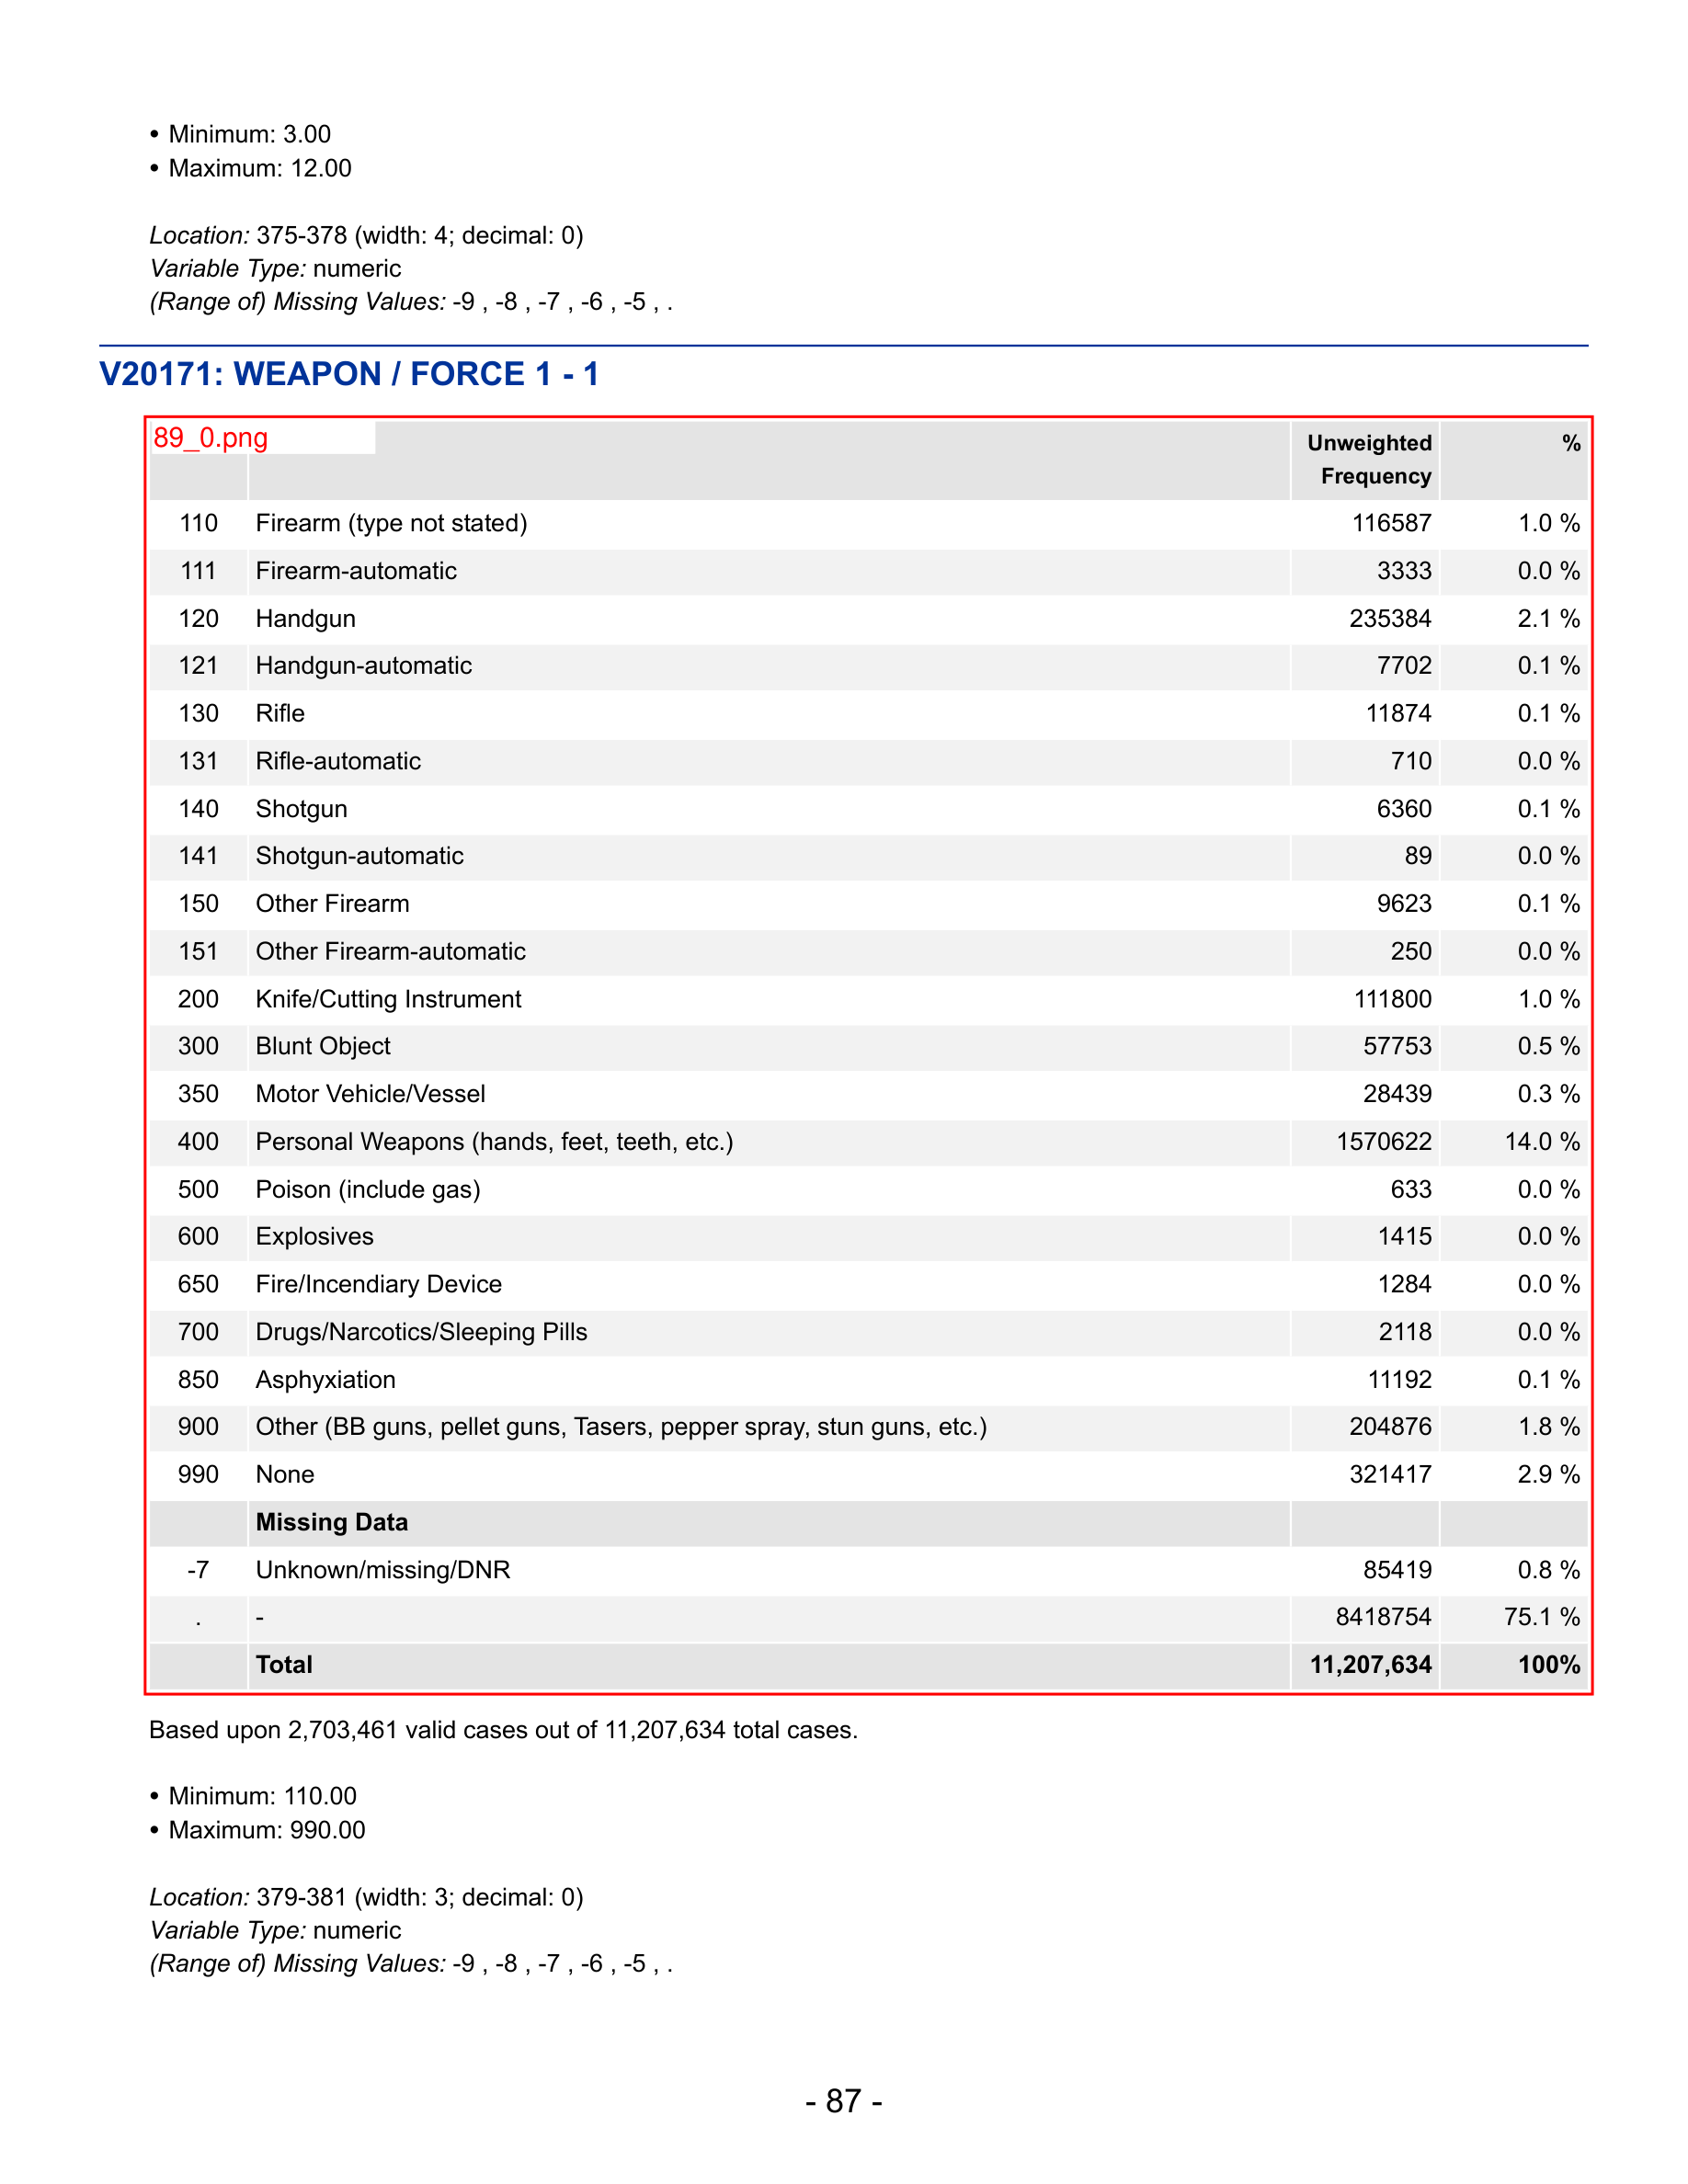 • Minimum: 3.00
• Maximum: 12.00
Location: 375-378 (width: 4; decimal: 0)
Variable Type: numeric
(Range of) Missing Values: -9 , -8 , -7 , -6 , -5 , .
V20171: WEAPON / FORCE 1 - 1
89_0.png
Unweighted Frequency %
110 Firearm (type not stated) 116587 1.0 %
111 Firearm-automatic 3333 0.0 %
120 Handgun 235384 2.1 %
121 Handgun-automatic 7702 0.1 %
130 Rifle 11874 0.1 %
131 Rifle-automatic 710 0.0 %
140 Shotgun 6360 0.1 %
141 Shotgun-automatic 89 0.0 %
150 Other Firearm 9623 0.1 %
151 Other Firearm-automatic 250 0.0 %
200 Knife/Cutting Instrument 111800 1.0 %
300 Blunt Object 57753 0.5 %
350 Motor Vehicle/Vessel 28439 0.3 %
400 Personal Weapons (hands, feet, teeth, etc.) 1570622 14.0 %
500 Poison (include gas) 633 0.0 %
600 Explosives 1415 0.0 %
650 Fire/Incendiary Device 1284 0.0 %
700 Drugs/Narcotics/Sleeping Pills 2118 0.0 %
850 Asphyxiation 11192 0.1 %
900 Other (BB guns, pellet guns, Tasers, pepper spray, stun guns, etc.) 204876 1.8 %
990 None 321417 2.9 %
Missing Data
-7 Unknown/missing/DNR 85419 0.8 %
. - 8418754 75.1 %
Total 11,207,634 100%
Based upon 2,703,461 valid cases out of 11,207,634 total cases.
• Minimum: 110.00
• Maximum: 990.00
Location: 379-381 (width: 3; decimal: 0)
Variable Type: numeric
(Range of) Missing Values: -9 , -8 , -7 , -6 , -5 , .
- 87 -